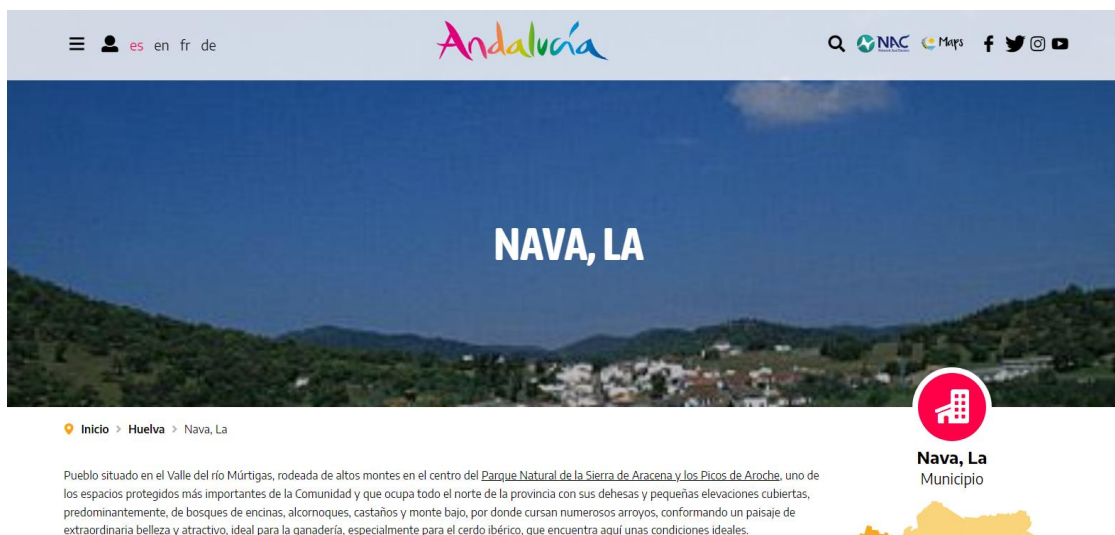 es en fr de
Andalucía
NAC
Maps
NAVA, LA
Inicio > Huelva > Nava, La
Pueblo situado en el Valle del río Múrtigas, rodeada de altos montes en el centro del Parque Natural de la Sierra de Aracena y los Picos de Aroche, uno de
los espacios protegidos más importantes de la Comunidad y que ocupa todo el norte de la provincia con sus dehesas y pequeñas elevaciones cubiertas,
predominantemente, de bosques de encinas, alcornoques, castaños y monte bajo, por donde cursan numerosos arroyos, conformando un paisaje de
extraordinaria belleza y atractivo, ideal para la ganadería, especialmente para el cerdo ibérico, que encuentra aquí unas condiciones ideales.
Nava, La
Municipio